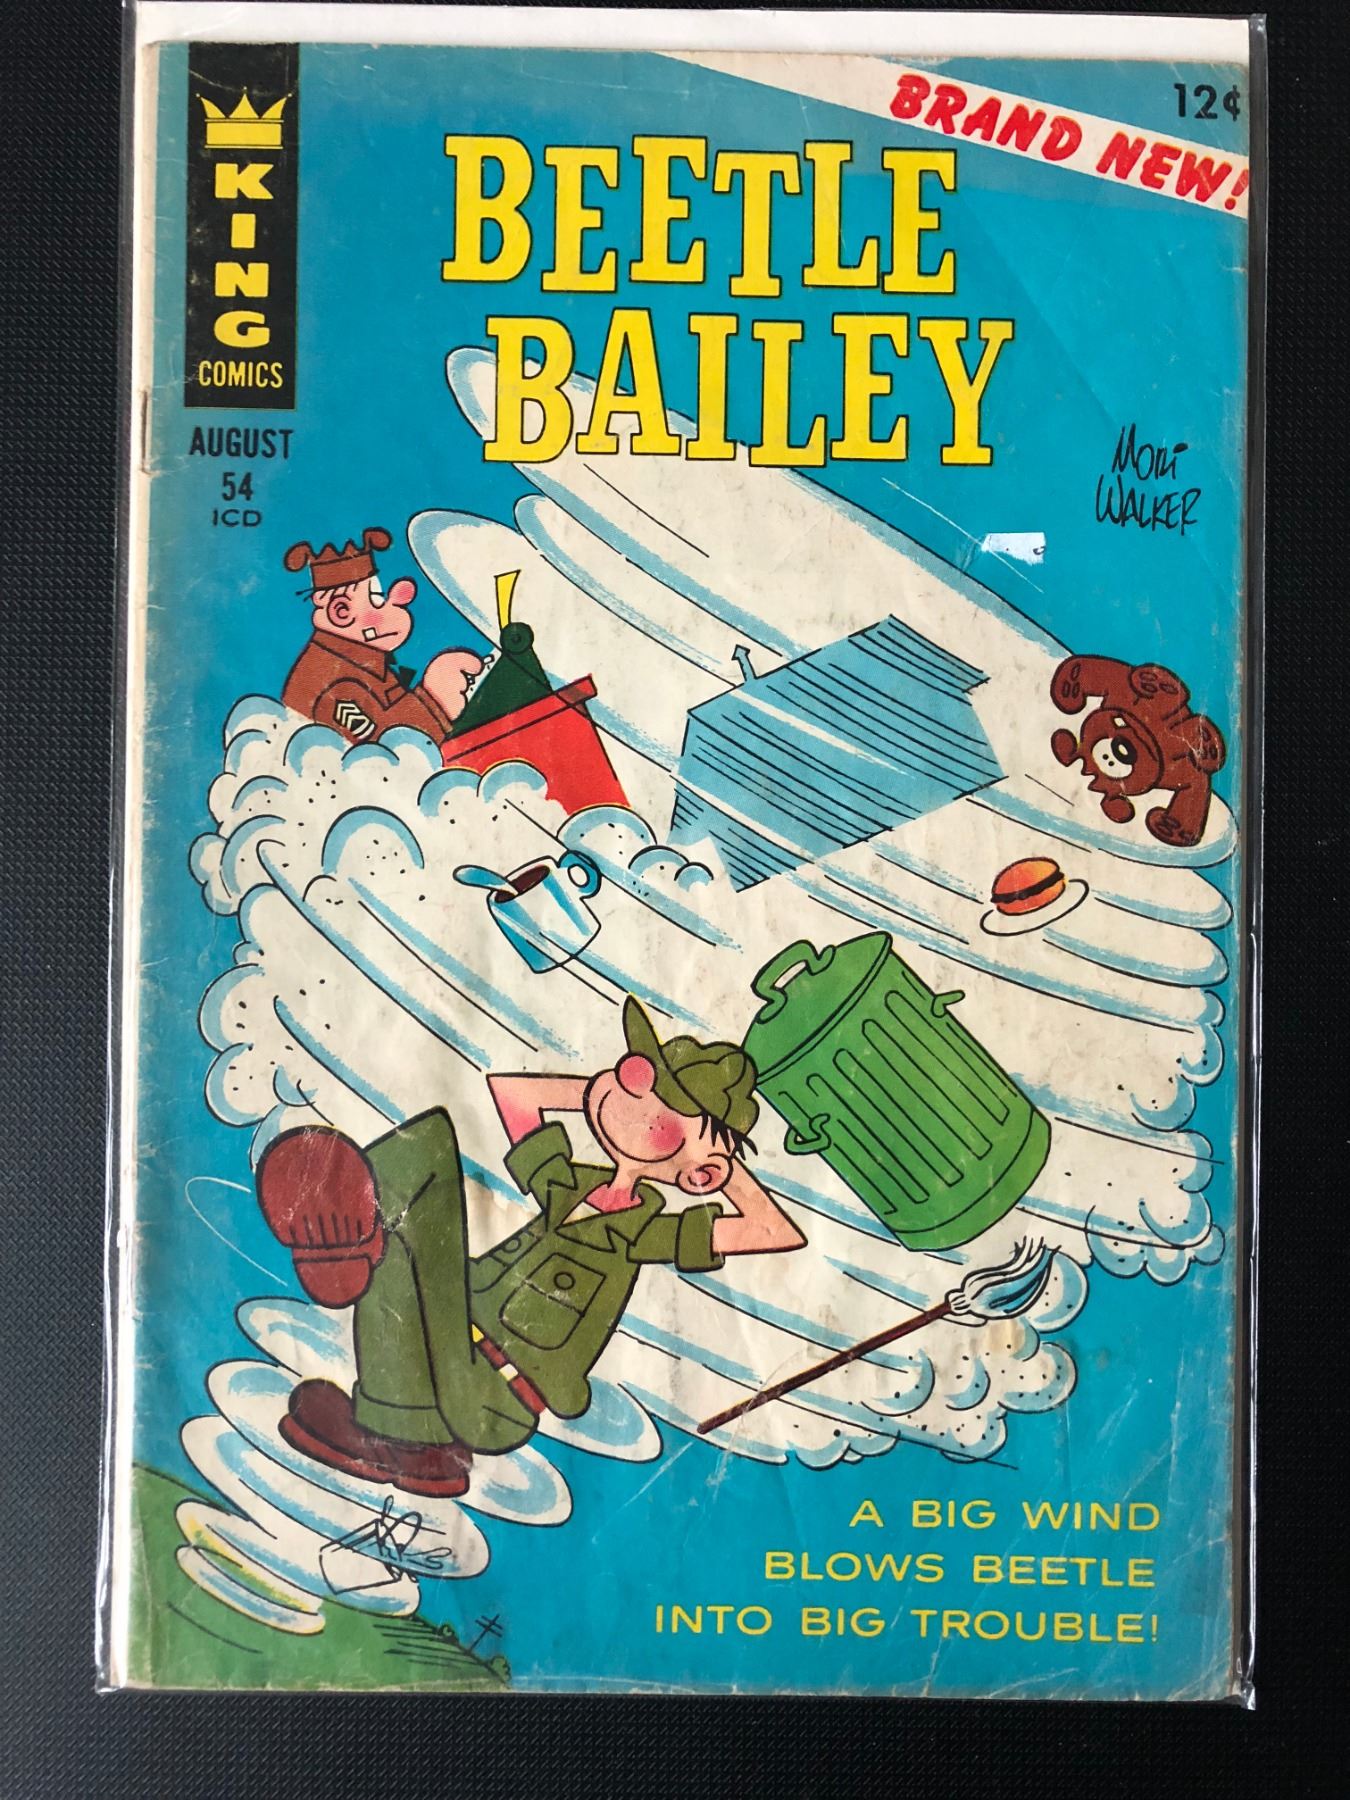 BRAND NEW!
12¢
KING
COMICS
AUGUST
54
ICD
BEETLE
BAILEY
MORT
WALKER
A BIG WIND
BLOWS BEETLE
INTO BIG TROUBLE!